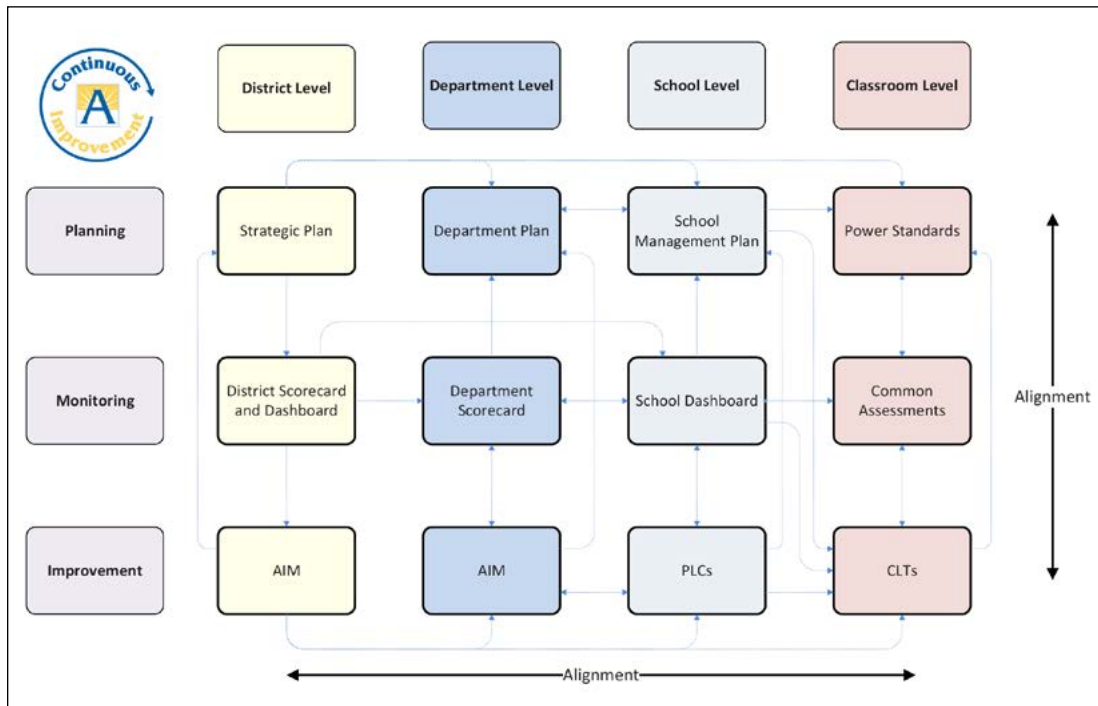 Continuous
A
Improvement
District Level
Department Level
School Level
Classroom Level
Planning
Strategic Plan
Department Plan
School
Management Plan
Power Standards
Monitoring
District Scorecard
and Dashboard
Department
Scorecard
School Dashboard
Common
Assessments
Alignment
Improvement
AIM
AIM
PLCs
CLTs
Alignment